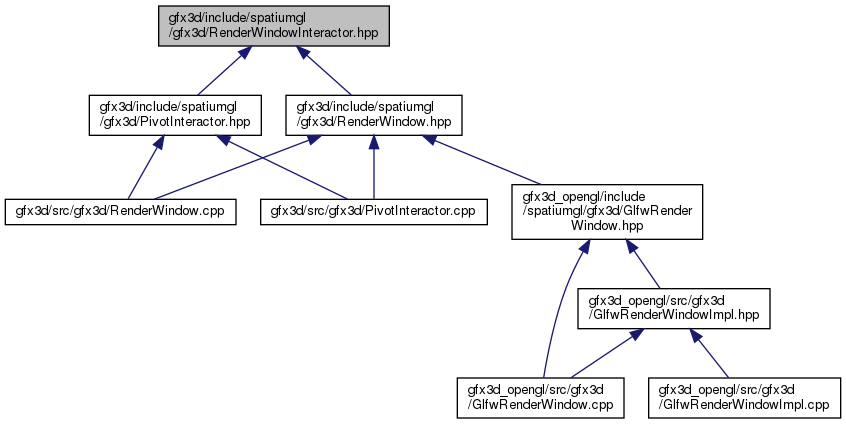 gfx3d/include/spatiumgl
/gfx3d/RenderWindowInteractor.hpp
gfx3d/include/spatiumgl
/gfx3d/PivotInteractor.hpp
gfx3d/include/spatiumgl
/gfx3d/RenderWindow.hpp
gfx3d/src/gfx3d/RenderWindow.cpp
gfx3d/src/gfx3d/PivotInteractor.cpp
gfx3d_opengl/include
/spatiumgl/gfx3d/GlfwRender
Window.hpp
gfx3d_opengl/src/gfx3d
/GlfwRenderWindowImpl.hpp
gfx3d_opengl/src/gfx3d
/GlfwRenderWindow.cpp
gfx3d_opengl/src/gfx3d
/GlfwRenderWindowImpl.cpp